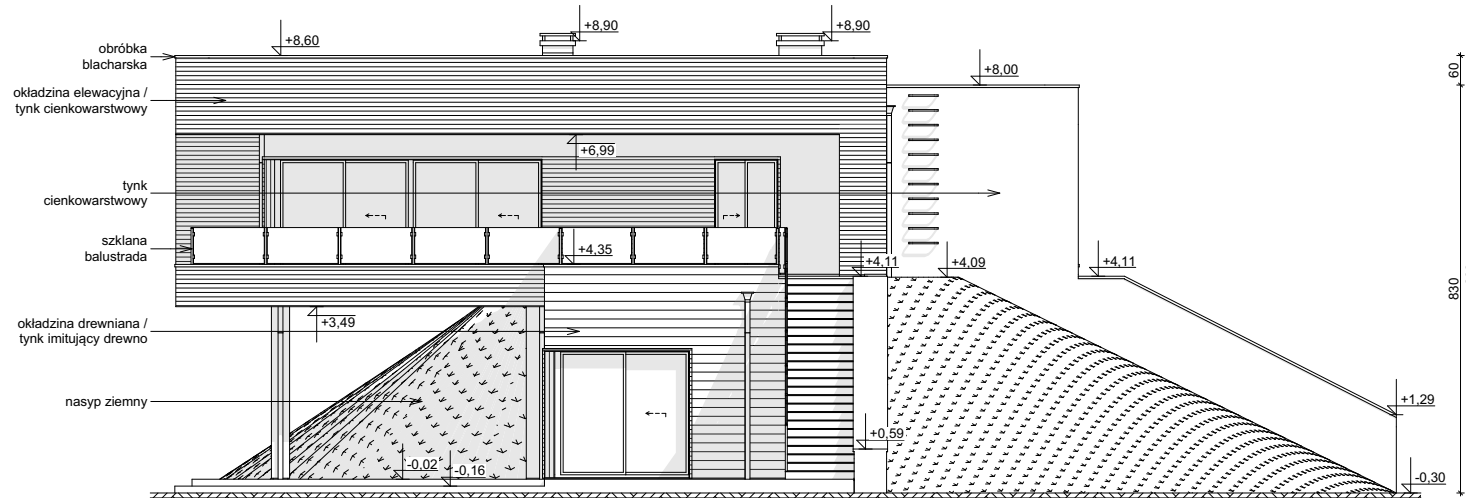 +8,90
+8,90
+8,60
obróbka
blacharska
+8,00
60
okładzina elewacyjna /
tynk cienkowarstwowy
+6,99
tynk
cienkowarstwowy
szklana
balustrada
+4,35
+4,11
+4,09
+4,11
830
+3,49
okładzina drewniana /
tynk imitujący drewno
nasyp ziemny
+1,29
+0,59
-0,02
-0,16
-0,30